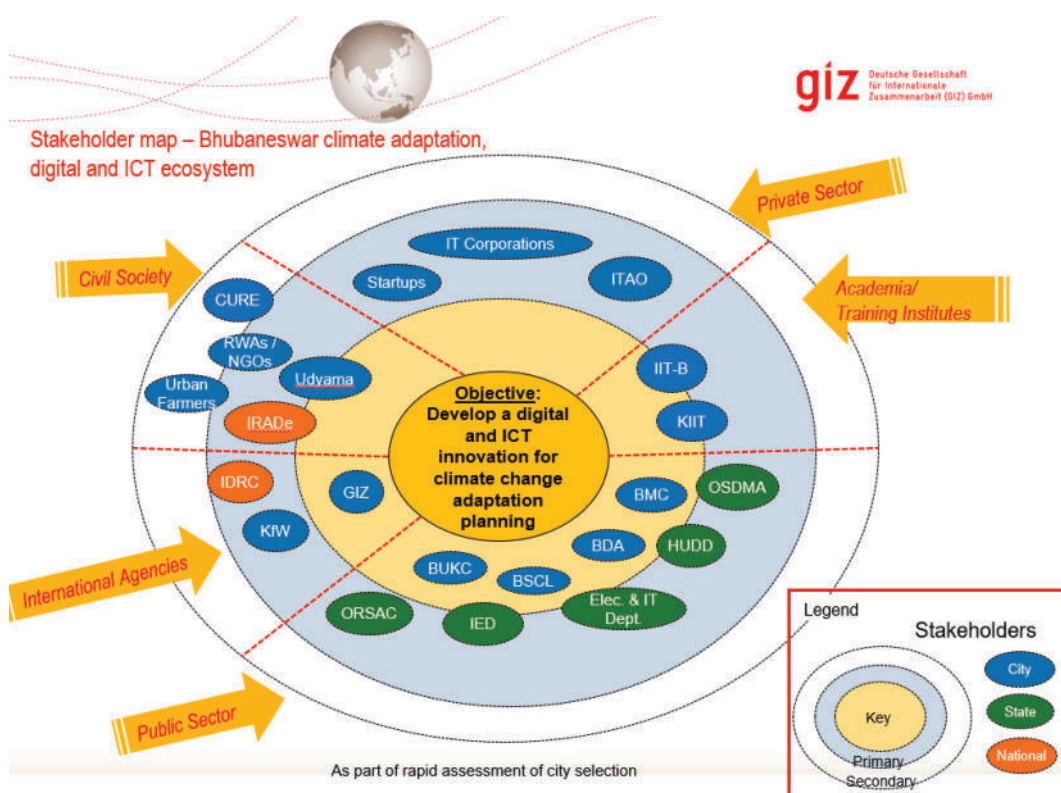 giz
Deutsche Gesellschaft
für Internationale
Zusammenarbeit (GIZ) GmbH
Stakeholder map – Bhubaneswar climate adaptation,
digital and ICT ecosystem
Private Sector
Civil Society
Academia/
Training Institutes
International Agencies
Public Sector
IT Corporations
Startups
ITAO
CURE
RWAs /
NGOs
Urban
Farmers
Udyama
IRADe
IIT-B
KIIT
Objective:
Develop a digital
and ICT
innovation for
climate change
adaptation
planning
IDRC
GIZ
KfW
BMC
OSDMA
BDA
HUDD
BUKC
BSCL
Elec. & IT
Dept.
ORSAC
IED
Legend
Stakeholders
Key
Primary
Secondary
City
State
National
As part of rapid assessment of city selection